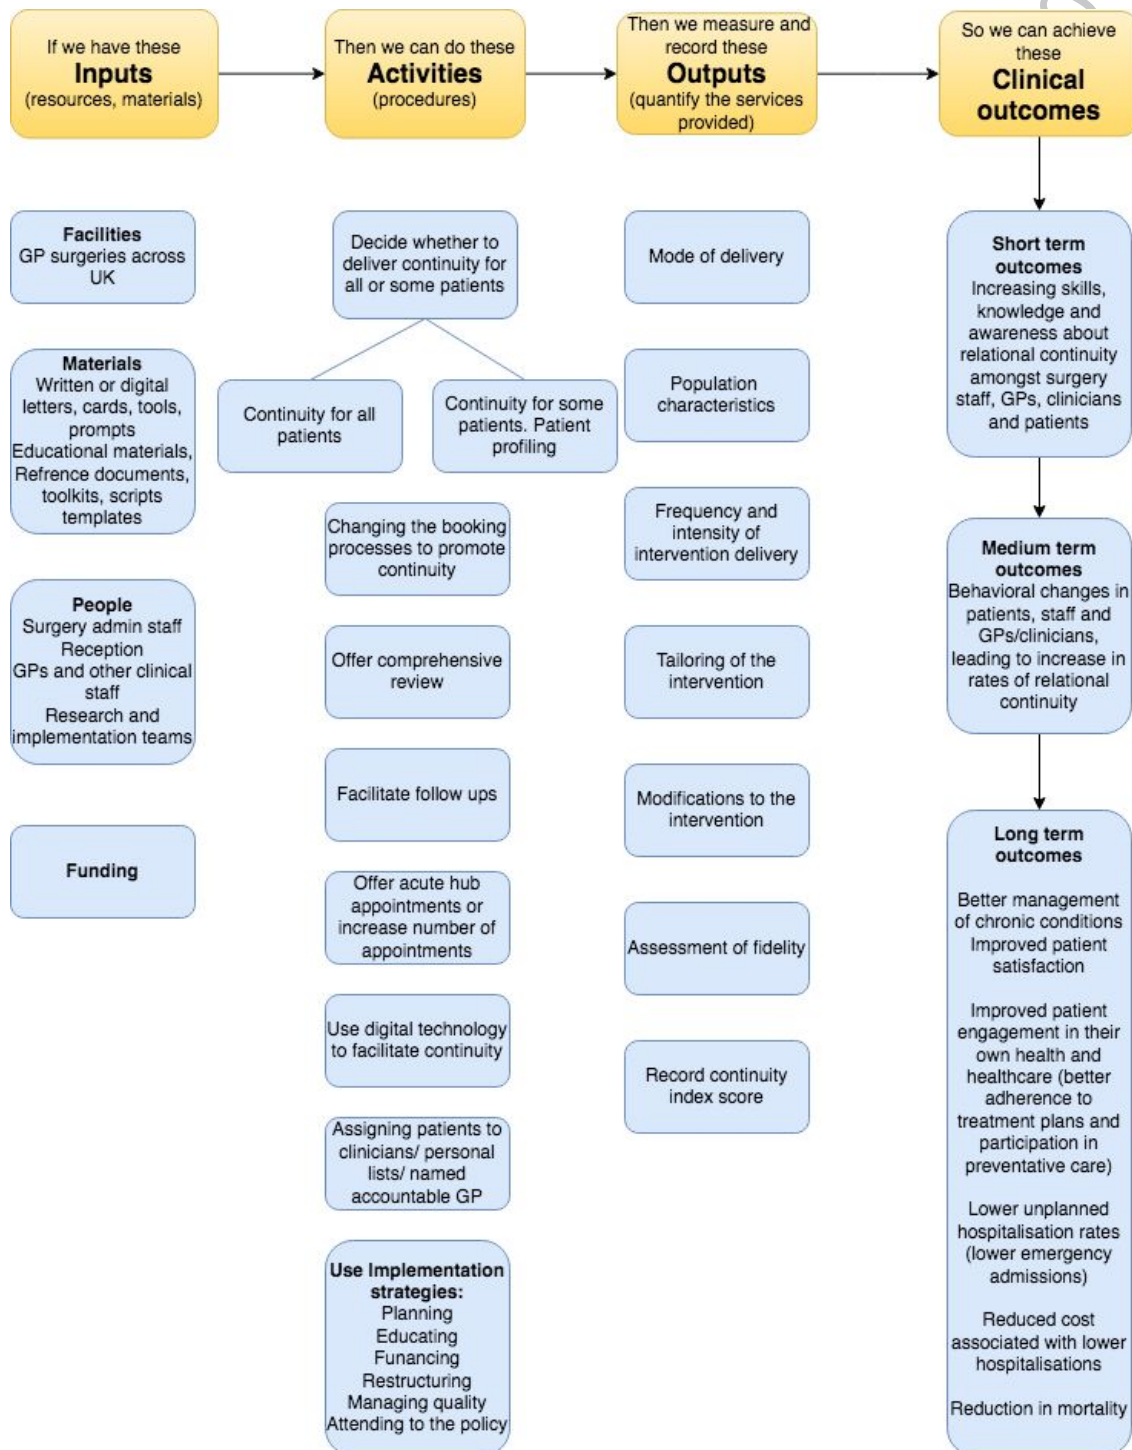 If we have these
Inputs
(resources, materials)
Then we can do these
Activities
(procedures)
Then we measure and
record these
Outputs
(quantify the services
provided)
So we can achieve
these
Clinical
outcomes
Facilities
GP surgeries across
UK
Materials
Written or digital
letters, cards, tools,
prompts
Educational materials,
Refrence documents,
toolkits, scripts
templates
People
Surgery admin staff
Reception
GPs and other clinical
staff
Research and
implementation teams
Funding
Decide whether to
deliver continuity for
all or some patients
Continuity for all
patients
Continuity for some
patients. Patient
profiling
Changing the booking
processes to promote
continuity
Offer comprehensive
review
Facilitate follow ups
Offer acute hub
appointments or
increase number of
appointments
Use digital technology
to facilitate continuity
Assigning patients to
clinicians/ personal
lists/ named
accountable GP
Use Implementation
strategies:
Planning
Educating
Funancing
Restructuring
Managing quality
Attending to the policy
Mode of delivery
Population
characteristics
Frequency and
intensity of
intervention delivery
Tailoring of the
intervention
Modifications to the
intervention
Assessment of fidelity
Record continuity
index score
Short term
outcomes
Increasing skills,
knowledge and
awareness about
relational continuity
amongst surgery
staff, GPs, clinicians
and patients
Medium term
outcomes
Behavioral changes in
patients, staff and
GPs/clinicians,
leading to increase in
rates of relational
continuity
Long term
outcomes
Better management
of chronic conditions
Improved patient
satisfaction
Improved patient
engagement in their
own health and
healthcare (better
adherence to
treatment plans and
participation in
preventative care)
Lower unplanned
hospitalisation rates
(lower emergency
admissions)
Reduced cost
associated with lower
hospitalisations
Reduction in mortality